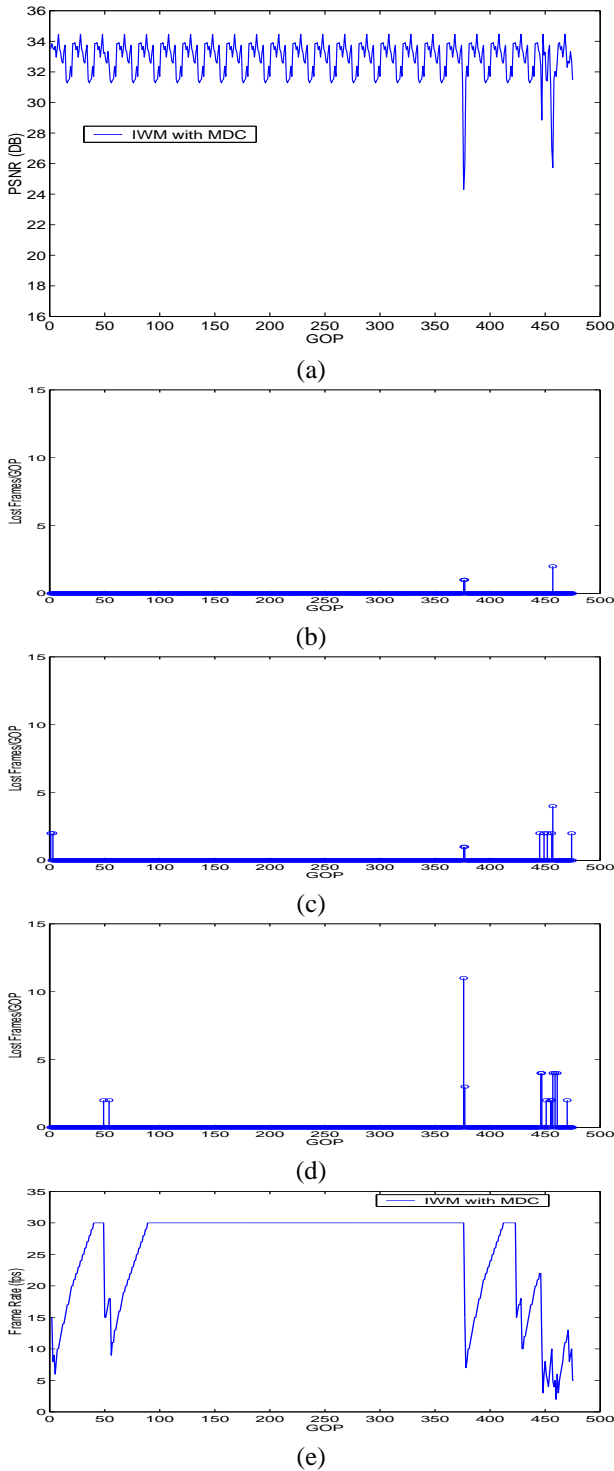 36
34
32
30
28
26
24
22
20
18
16
PSNR (DB)
IWM with MDC
0 50 100 150 200 250 300 350 400 450 500
GOP
(a)
15
10
5
0
Lost Frames/GOP
0 50 100 150 200 250 300 350 400 450 500
GOP
(b)
15
10
5
0
Lost Frames/GOP
0 50 100 150 200 250 300 350 400 450 500
GOP
(c)
15
10
5
0
Lost Frames/GOP
0 50 100 150 200 250 300 350 400 450 500
GOP
(d)
35
30
25
20
15
10
5
0
Frame Rate (fps)
IWM with MDC
0 50 100 150 200 250 300 350 400 450 500
GOP
(e)